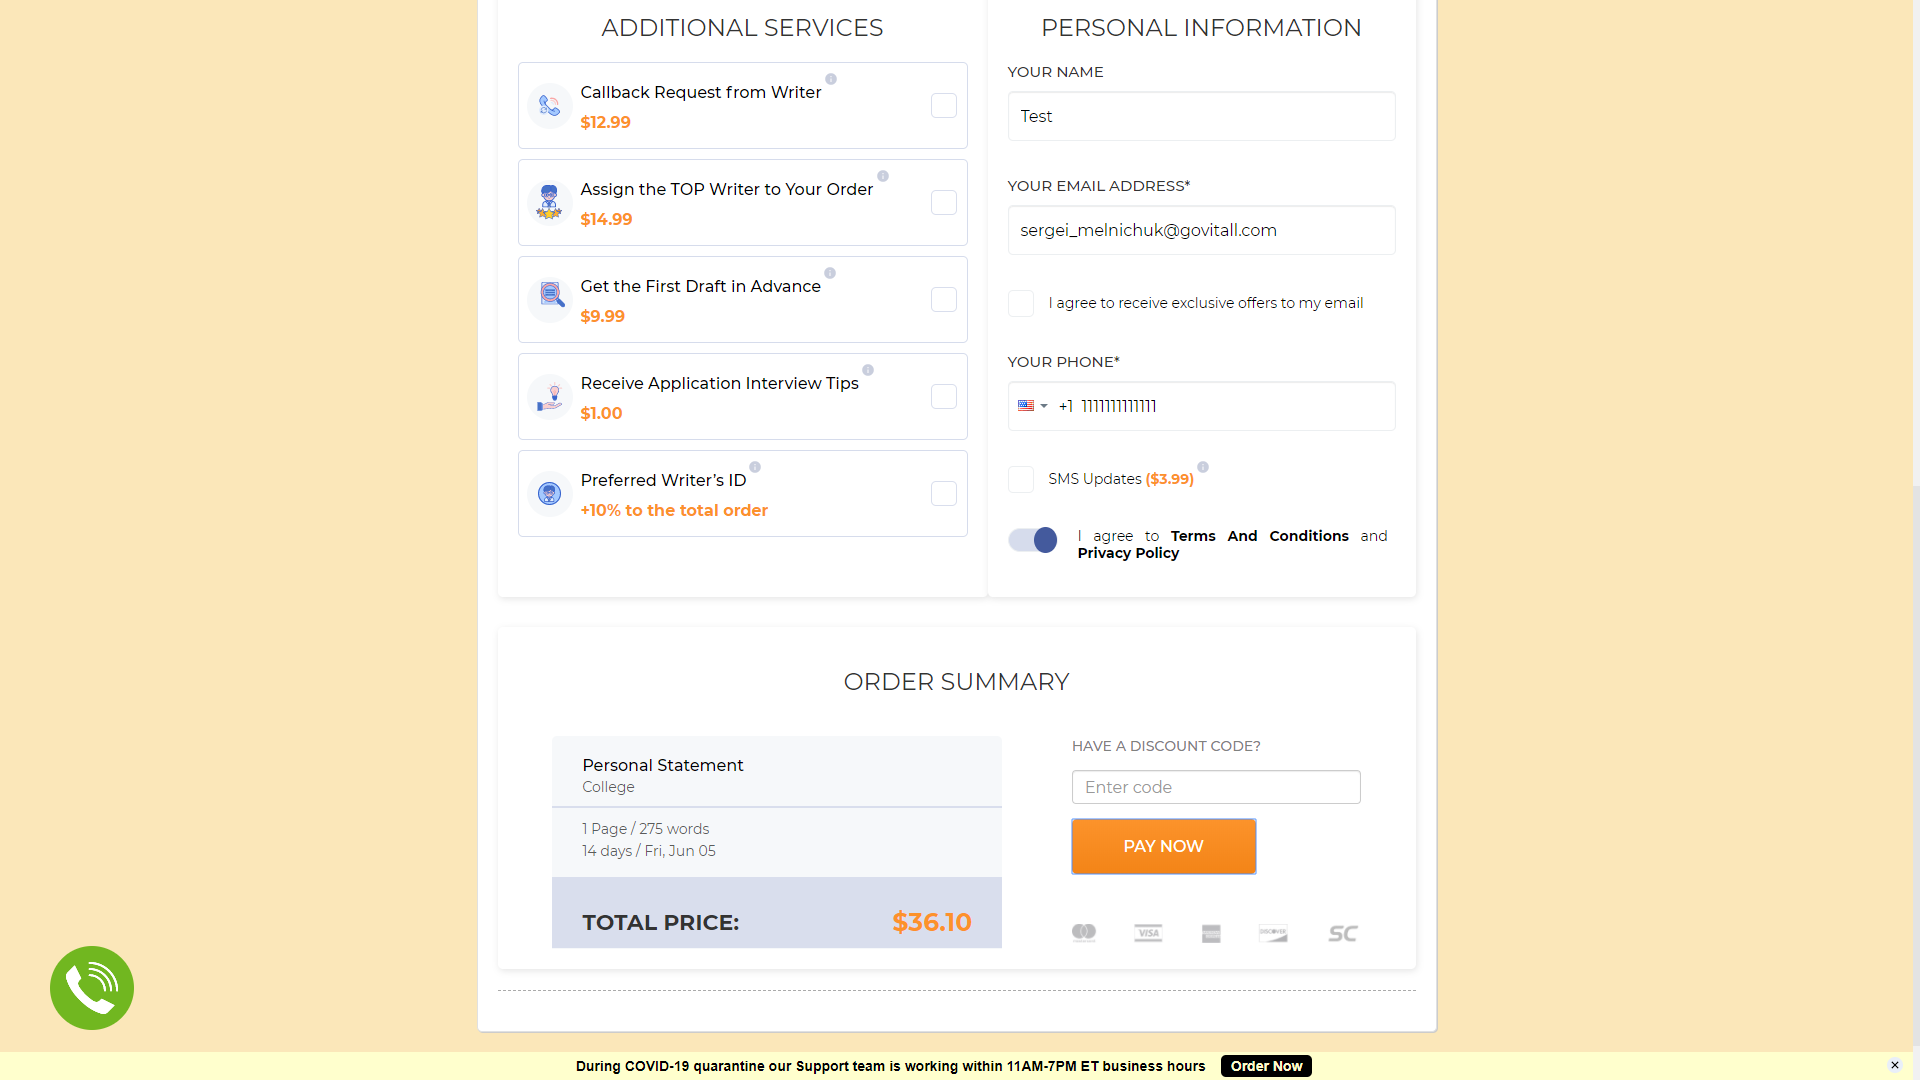 ADDITIONAL SERVICES
Callback Request from Writer
$12.99
Assign the TOP Writer to Your Order
$14.99
Get the First Draft in Advance
$9.99
Receive Application Interview Tips
$1.00
Preferred Writer's ID
+10% to the total order
PERSONAL INFORMATION
YOUR NAME
Test
YOUR EMAIL ADDRESS*
sergei_melnichuk@govitall.com
I agree to receive exclusive offers to my email
YOUR PHONE*
+1 1111111111111
SMS Updates ($3.99)
I agree to Terms And Conditions and
Privacy Policy
ORDER SUMMARY
Personal Statement
College
1 Page / 275 words
14 days / Fri, Jun 05
TOTAL PRICE: $36.10
HAVE A DISCOUNT CODE?
Enter code
PAY NOW
VISA
DISCOVER
SC
During COVID-19 quarantine our Support team is working within 11AM-7PM ET business hours
Order Now